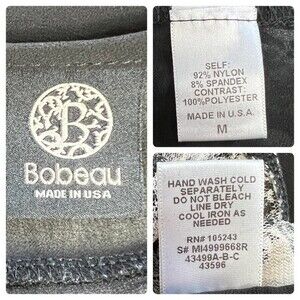 B
Bobeau
MADE IN USA
SELF:
92% NYLON
8% SPANDEX
CONTRAST:
100%POLYESTER
MADE IN U.S.A.
M
HAND WASH COLD
SEPARATELY
DO NOT BLEACH
LINE DRY
COOL IRON AS
NEEDED
RN# 105243
S# MI4999668R
43499A-B-C
43596